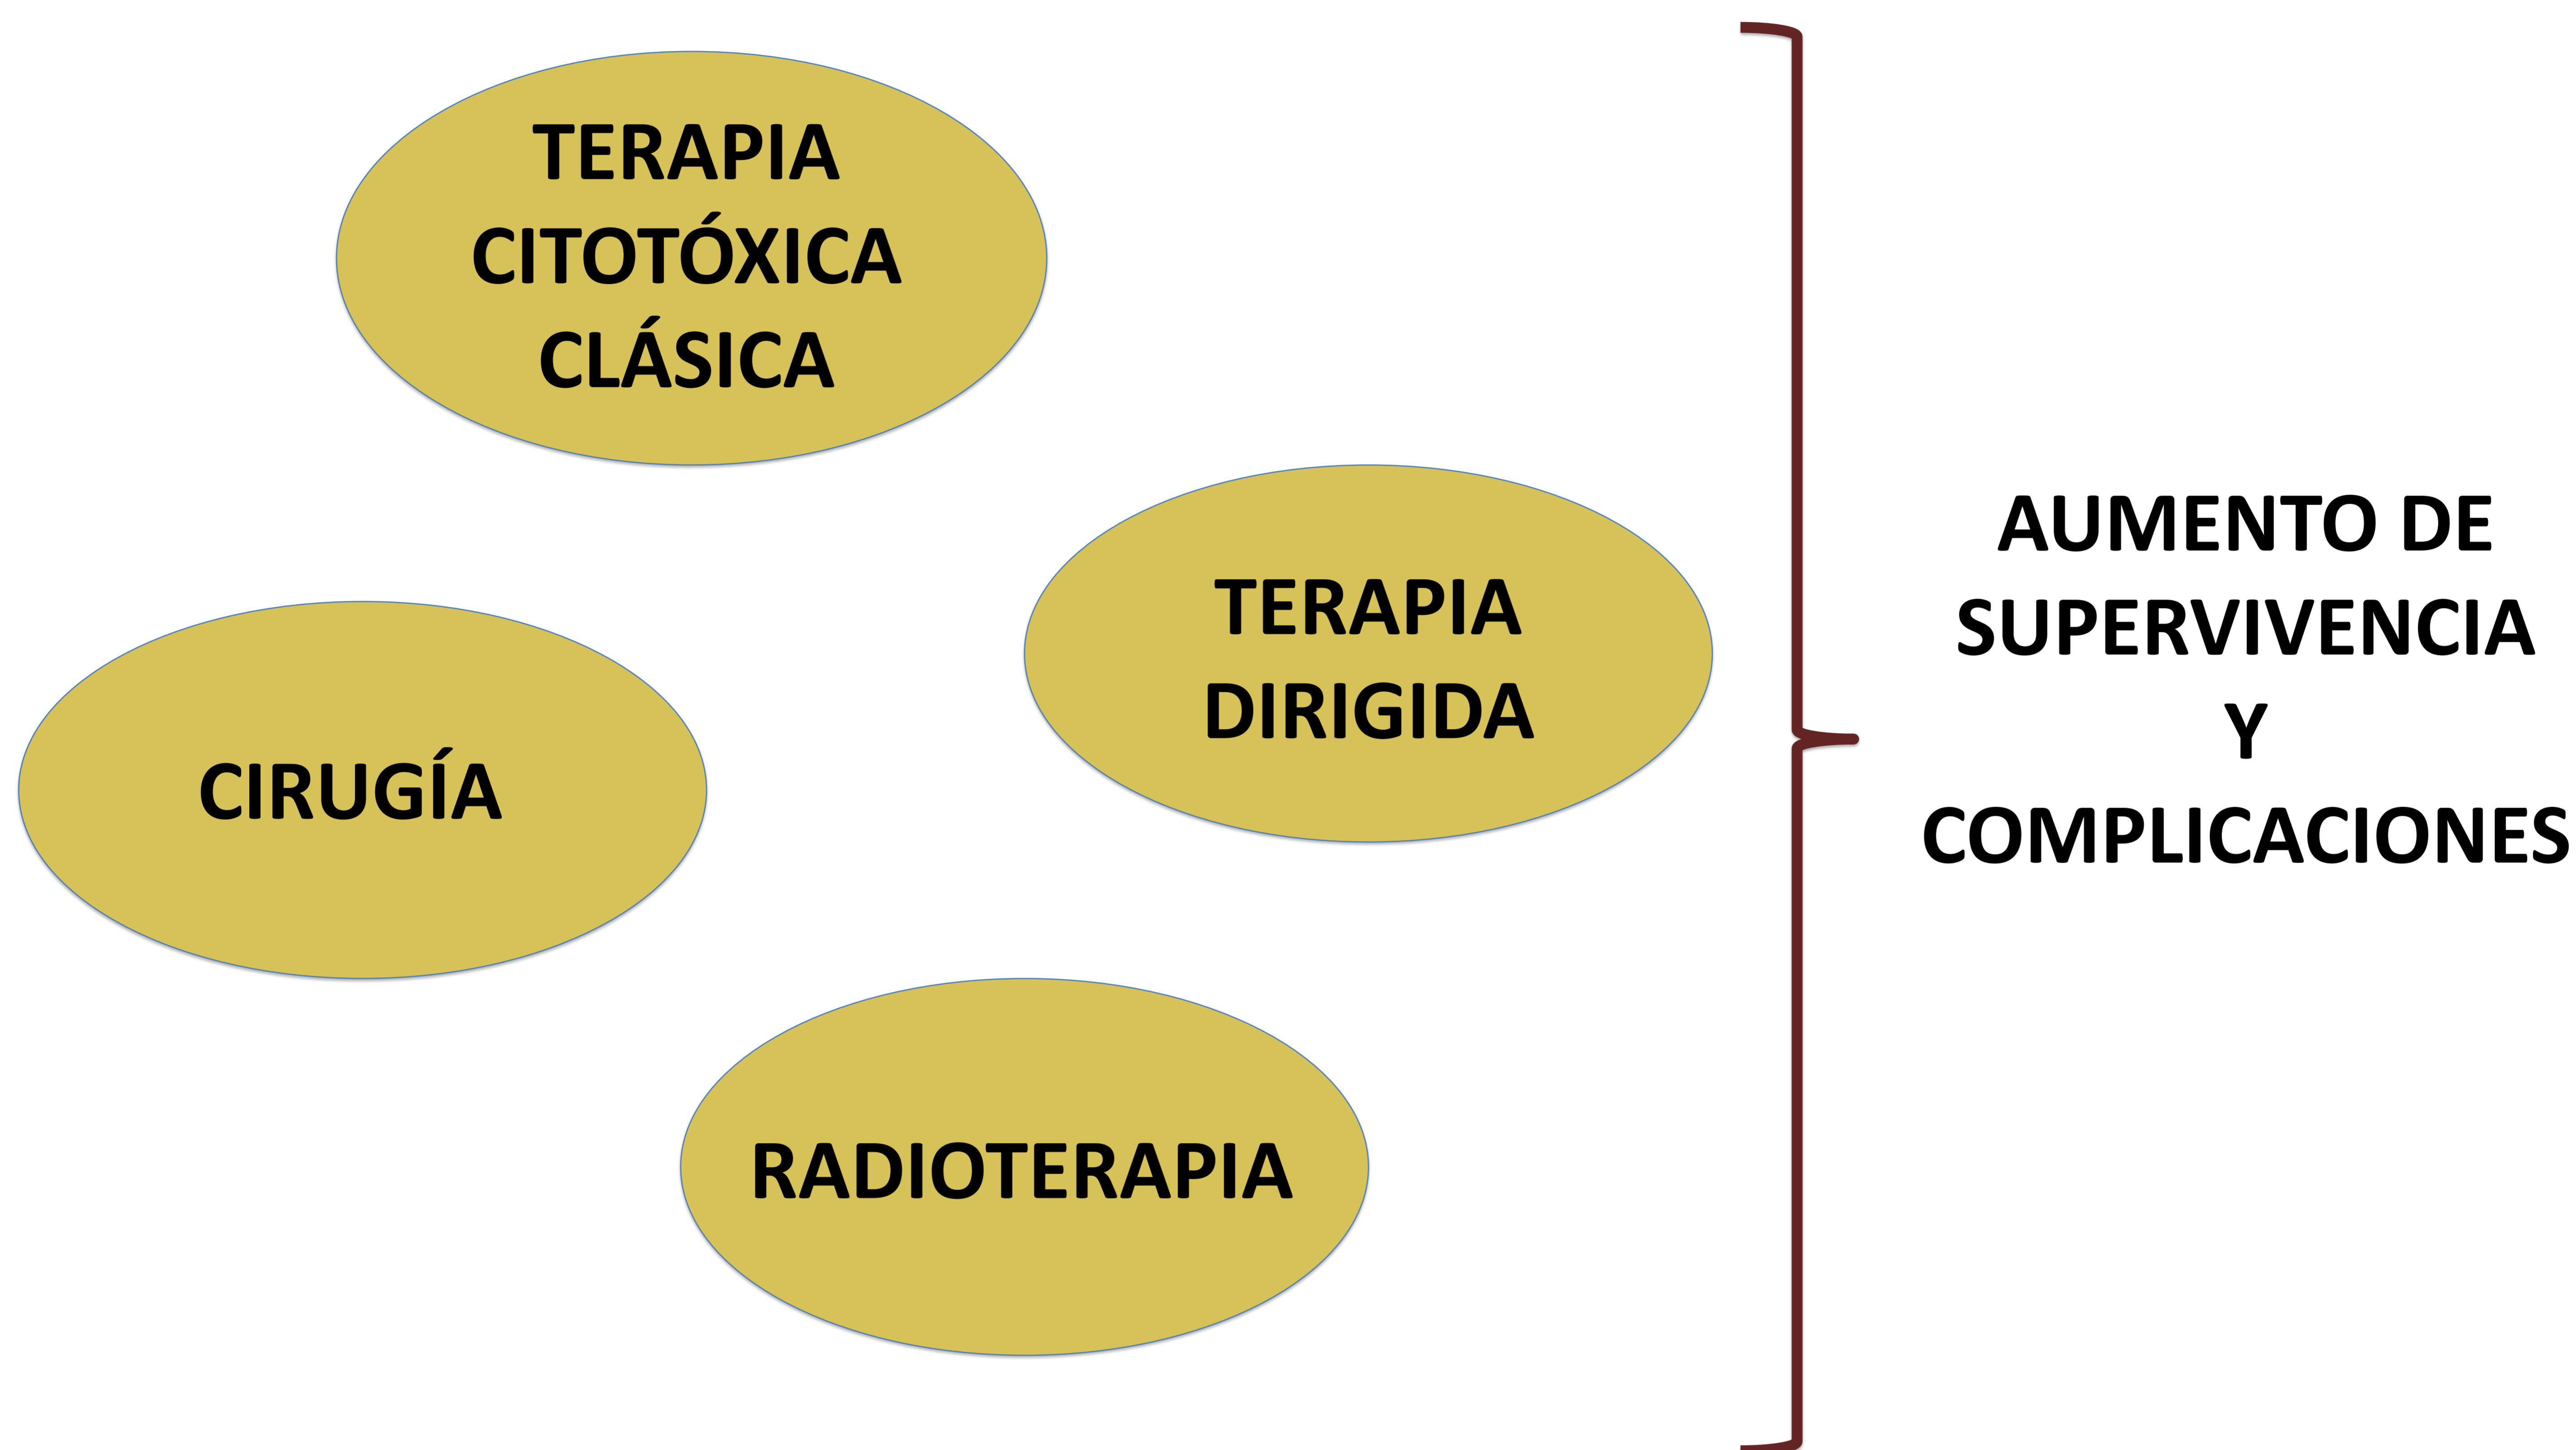 TERAPIA
CITOTÓXICA
CLÁSICA
TERAPIA
DIRIGIDA
CIRUGÍA
RADIOTERAPIA
AUMENTO DE
SUPERVIVENCIA
Y
COMPLICACIONES